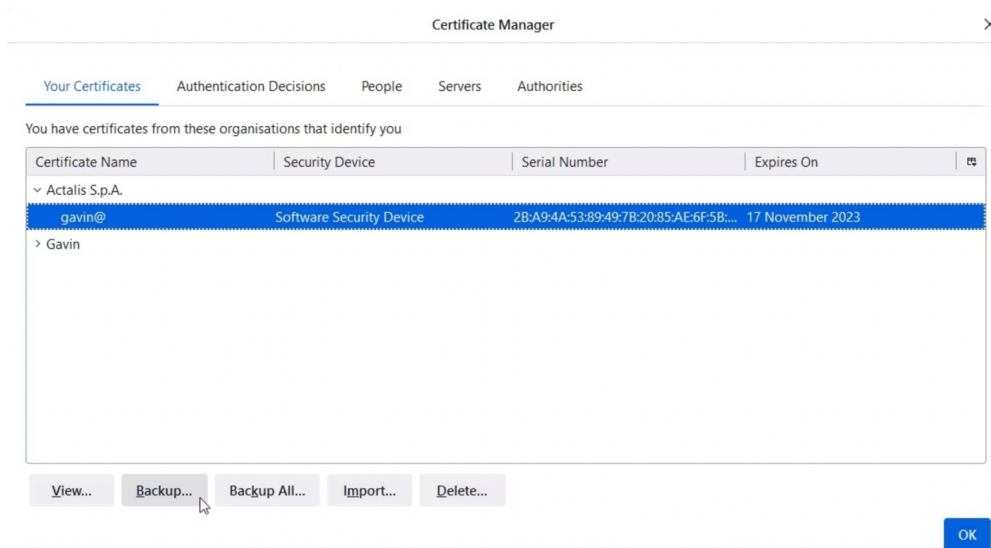 Certificate Manager
Your Certificates Authentication Decisions People Servers Authorities
You have certificates from these organisations that identify you
Certificate Name Security Device Serial Number Expires On
Actalis S.p.A.
gavin@ Software Security Device 2B:A9:4A:53:89:49:7B:20:85:AE:6F:5B:... 17 November 2023
Gavin
View... Backup... Backup All... Import... Delete...
OK